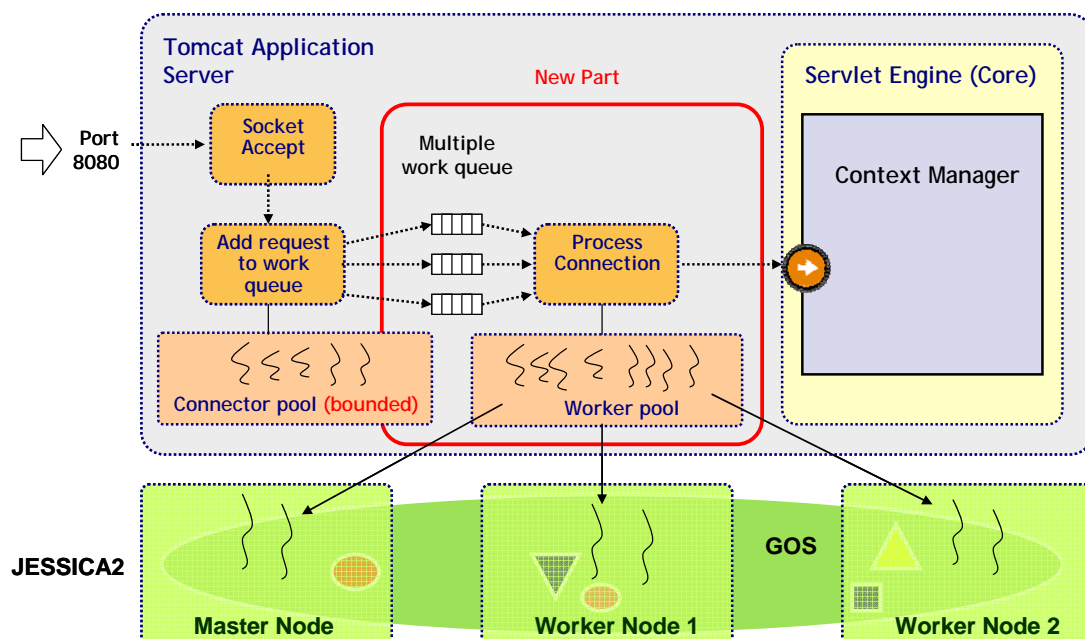 Tomcat Application
Server
New Part
Servlet Engine (Core)
Port
8080
Socket
Accept
Multiple
work queue
Context Manager
Add request
to work
queue
Process
Connection
Connector pool (bounded)
Worker pool
JESSICA2
GOS
Master Node
Worker Node 1
Worker Node 2